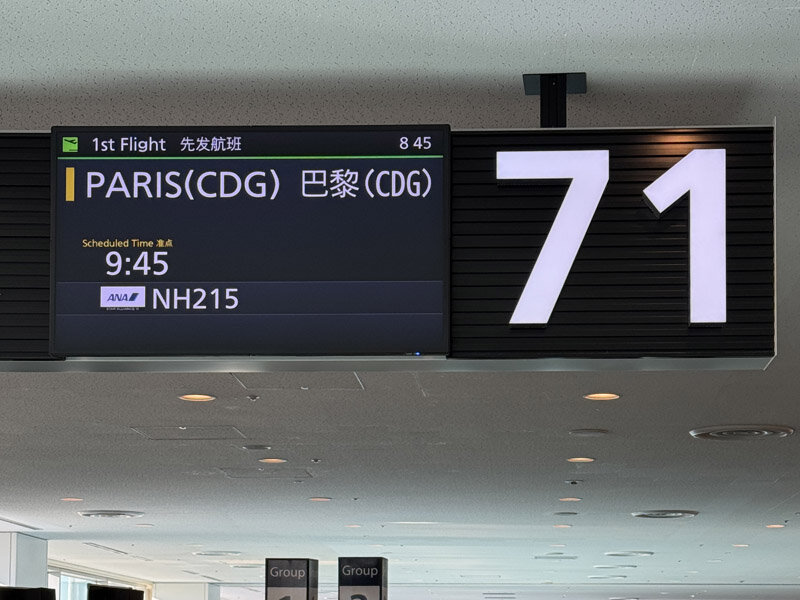 1st Flight 先发航班 8 45
PARIS(CDG) 巴黎(CDG)
Scheduled Time 准点
9:45
ANA NH215
71
Group
Group